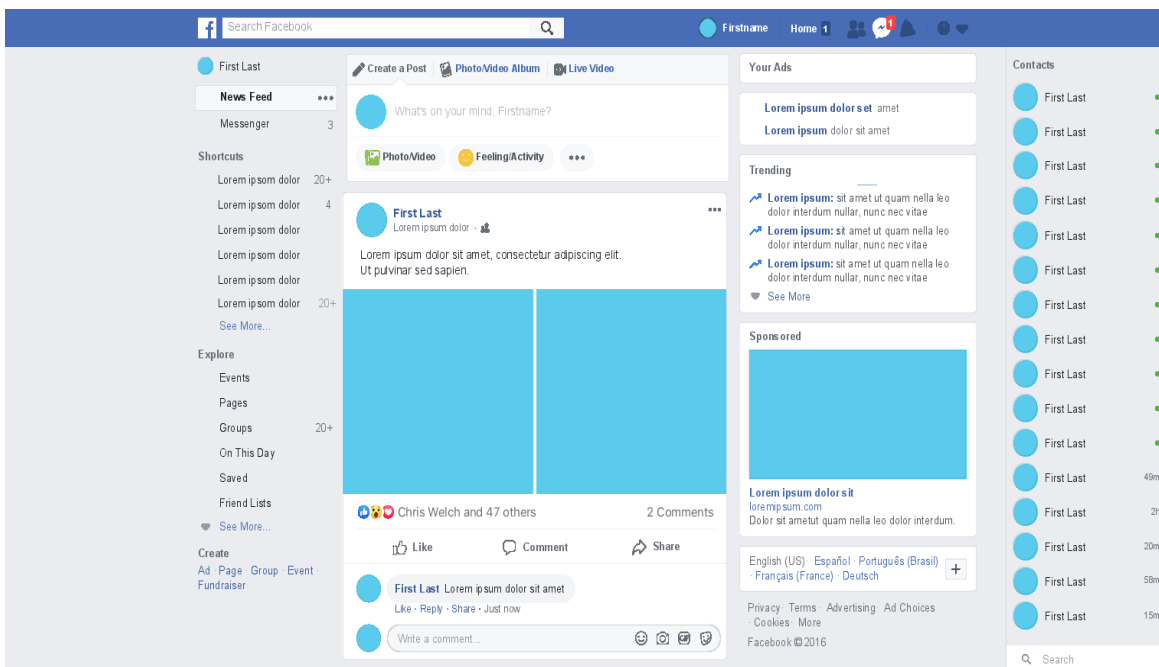 f Search Facebook
Firstname Home 1 1
First Last
News Feed
Messenger 3
Shortcuts
Lorem ipsom dolor 20+
Lorem ipsom dolor 4
Lorem ipsom dolor
Lorem ipsom dolor
Lorem ipsom dolor
Lorem ipsom dolor 20+
See More...
Explore
Events
Pages
Groups 20+
On This Day
Saved
Friend Lists
See More...
Create
Ad · Page · Group · Event ·
Fundraiser
Create a Post Photo/Video Album Live Video
What's on your mind, Firstname?
Photo/Video Feeling/Activity
First Last
Lorem ipsum dolor ·
Lorem ipsum dolor sit amet, consectetur adipiscing elit.
Ut pulvinar sed sapien.
Chris Welch and 47 others 2 Comments
Like Comment Share
First Last Lorem ipsum dolor sit amet
Like · Reply · Share · Just now
Write a comment... GIF
Your Ads
Lorem ipsum dolor set amet
Lorem ipsum dolor sit amet
Trending
Lorem ipsum: sit amet ut quam nella leo
dolor interdum nullar, nunc nec vitae
Lorem ipsum: sit amet ut quam nella leo
dolor interdum nullar, nunc nec vitae
Lorem ipsum: sit amet ut quam nella leo
dolor interdum nullar, nunc nec vitae
See More
Sponsored
Lorem ipsum dolor sit
loremipsum.com
Dolor sit ametut quam nella leo dolor interdum.
English (US) · Español · Português (Brasil)
· Français (France) · Deutsch
Privacy · Terms · Advertising · Ad Choices
· Cookies · More
Facebook © 2016
Contacts
First Last
First Last
First Last
First Last
First Last
First Last
First Last
First Last
First Last
First Last
First Last
First Last 49m
First Last 2h
First Last 20m
First Last 58m
First Last 15m
Search